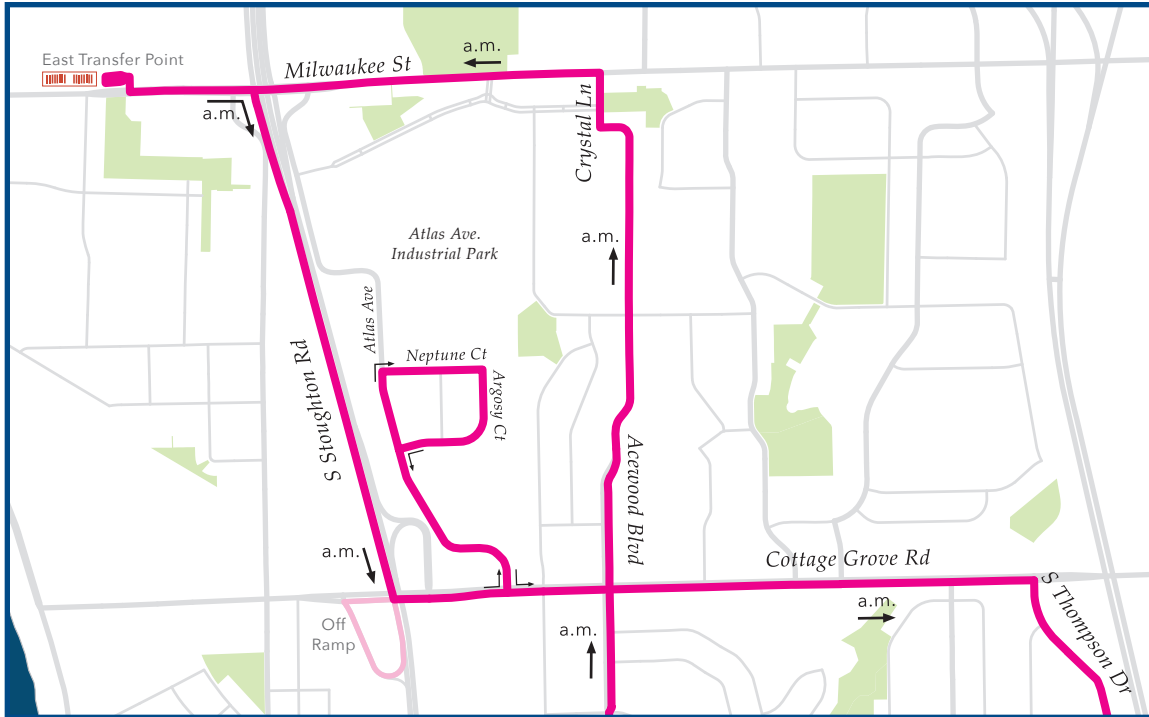 East Transfer Point
Milwaukee St
a.m.
a.m.
Crystal Ln
Atlas Ave.
Industrial Park
a.m.
Atlas Ave
Neptune Ct
Argosy Ct
S Stoughton Rd
Acewood Blvd
a.m.
Cottage Grove Rd
S Thompson Dr
a.m.
Off
Ramp
a.m.